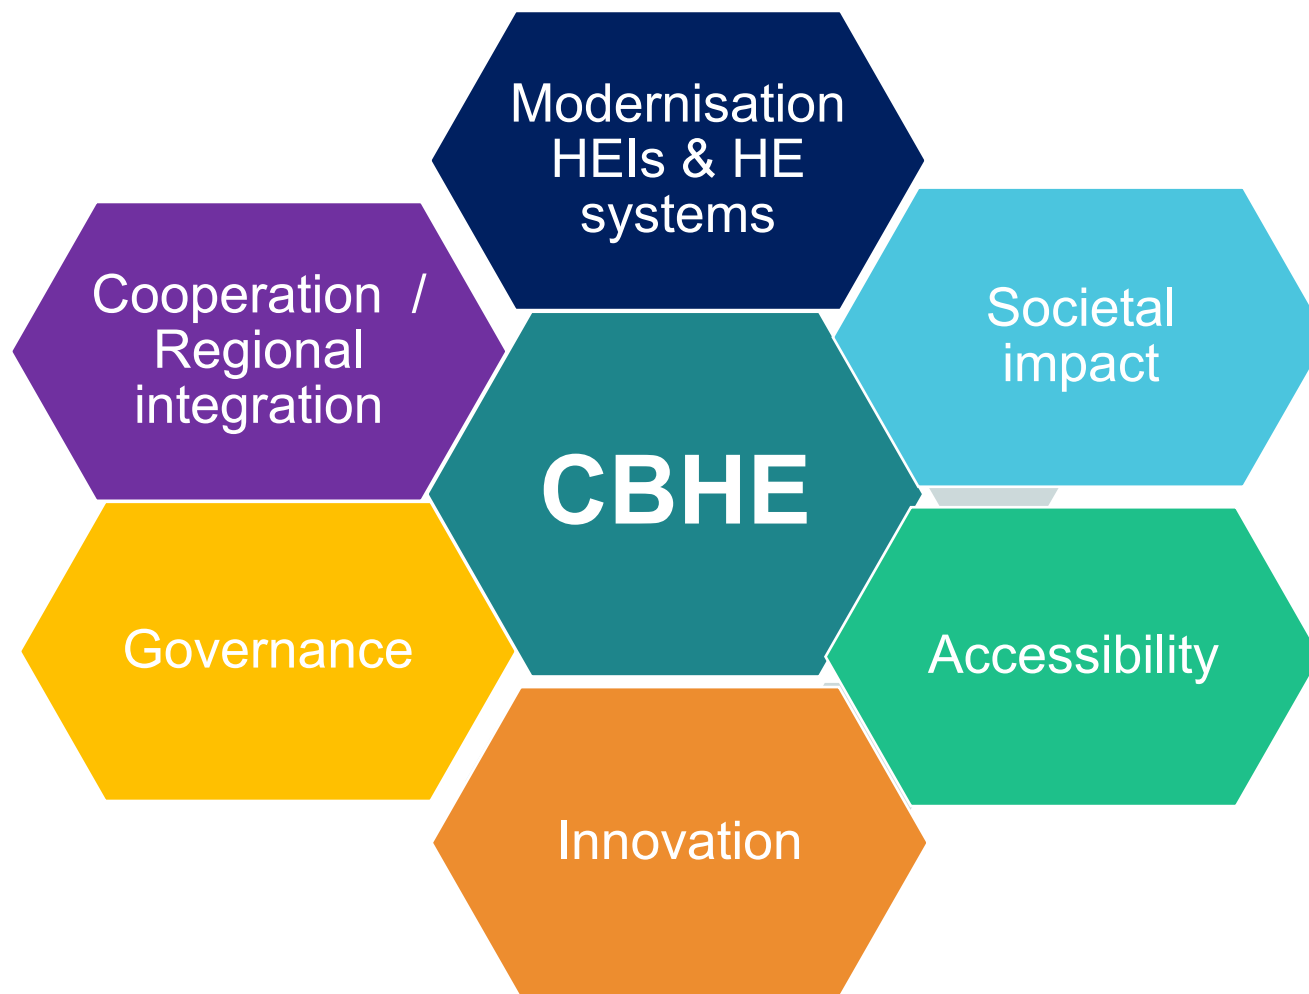 Modernisation
HEIs & HE
systems
Cooperation /
Regional
integration
Societal
impact
CBHE
Governance
Accessibility
Innovation